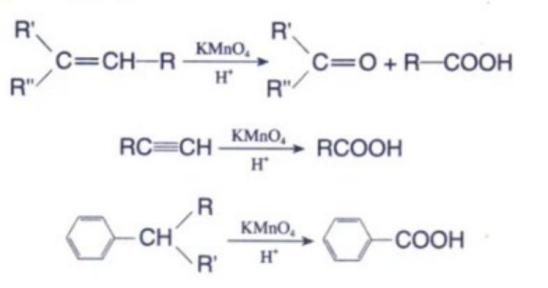 R' R'' C=CH—R KMnO₄ H⁺ R' R'' C=O + R—COOH
RC≡CH KMnO₄ H⁺ RCOOH
CH R R' KMnO₄ H⁺ COOH